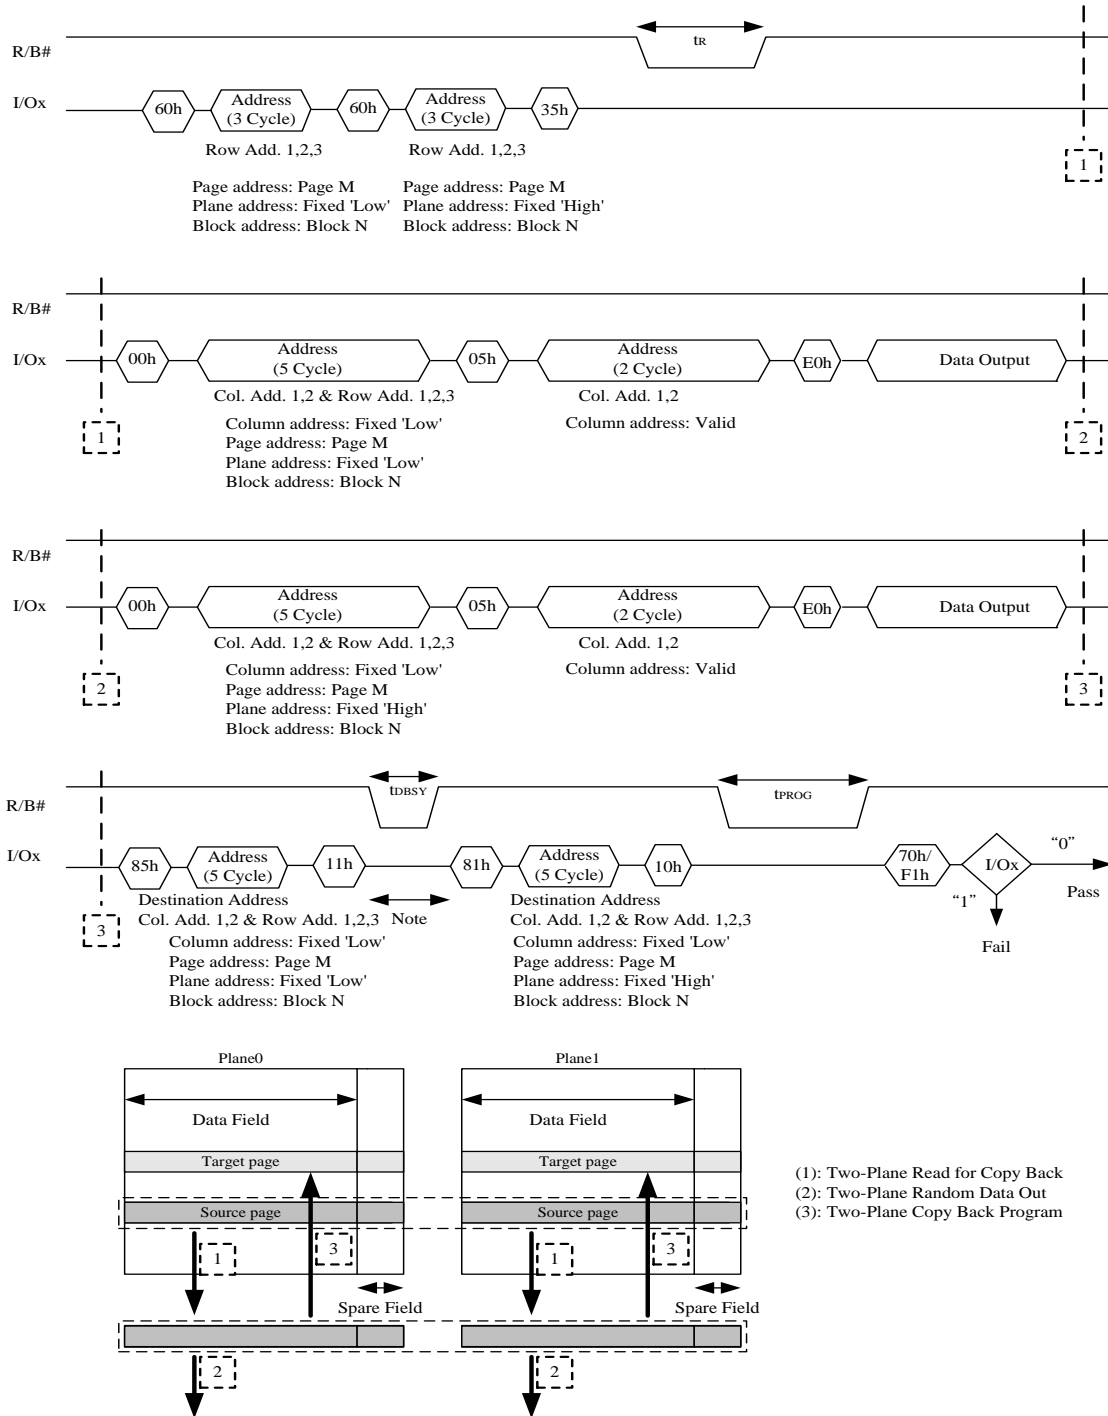 tR
R/B#
I/Ox
60h
Address
(3 Cycle)
60h
Address
(3 Cycle)
35h
Row Add. 1,2,3
Row Add. 1,2,3
1
Page address: Page M
Plane address: Fixed 'Low'
Block address: Block N
Page address: Page M
Plane address: Fixed 'High'
Block address: Block N
R/B#
I/Ox
00h
Address
(5 Cycle)
05h
Address
(2 Cycle)
E0h
Data Output
Col. Add. 1,2 & Row Add. 1,2,3
Col. Add. 1,2
Column address: Fixed 'Low'
Page address: Page M
Plane address: Fixed 'Low'
Block address: Block N
Column address: Valid
1
2
R/B#
I/Ox
00h
Address
(5 Cycle)
05h
Address
(2 Cycle)
E0h
Data Output
Col. Add. 1,2 & Row Add. 1,2,3
Col. Add. 1,2
Column address: Fixed 'Low'
Page address: Page M
Plane address: Fixed 'High'
Block address: Block N
Column address: Valid
2
3
tDBSY
tPROG
R/B#
I/Ox
85h
Address
(5 Cycle)
11h
81h
Address
(5 Cycle)
10h
70h/
F1h
I/Ox
“0”
Pass
“1”
Fail
Destination Address
Col. Add. 1,2 & Row Add. 1,2,3
Column address: Fixed 'Low'
Page address: Page M
Plane address: Fixed 'Low'
Block address: Block N
Note
Destination Address
Col. Add. 1,2 & Row Add. 1,2,3
Column address: Fixed 'Low'
Page address: Page M
Plane address: Fixed 'High'
Block address: Block N
3
Plane0
Plane1
Data Field
Data Field
Target page
Target page
Source page
Source page
1
3
1
3
Spare Field
Spare Field
2
2
(1): Two-Plane Read for Copy Back
(2): Two-Plane Random Data Out
(3): Two-Plane Copy Back Program